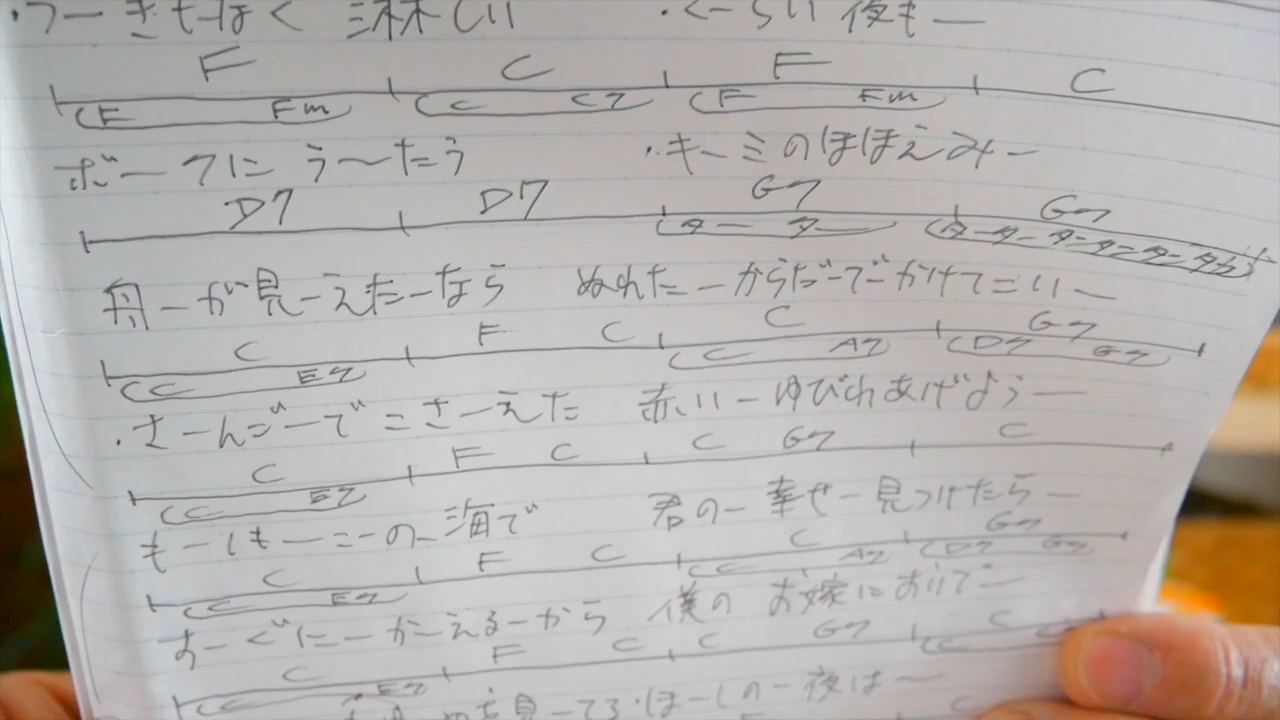 つーきもなく 淋しい ・くーらい 夜もー
F C F C
(F Fm) (C C7) (F Fm)
ボークに う〜たう ・キーミのほほえみー
D7 D7 G7 G7
(ター ター) (タータータータータータカ)
舟ーが見ーえたーなら ぬれたーからだーでーかけてこいー
C F C C G7
(C E7) (C A7) (D7 G7)
・さーんごーでこさーえた 赤いーゆびわあげようー
C F C C G7 C
(C E7)
もーしもーこーのー海で 君のー幸せー見つけたらー
C F C C G7
(C E7) (C A7) (D7 G7)
すーぐにーかーえるーから 僕の お嫁においでー
C F C C G7 C
(C E7)
見ーてる・ほーしのー夜はー